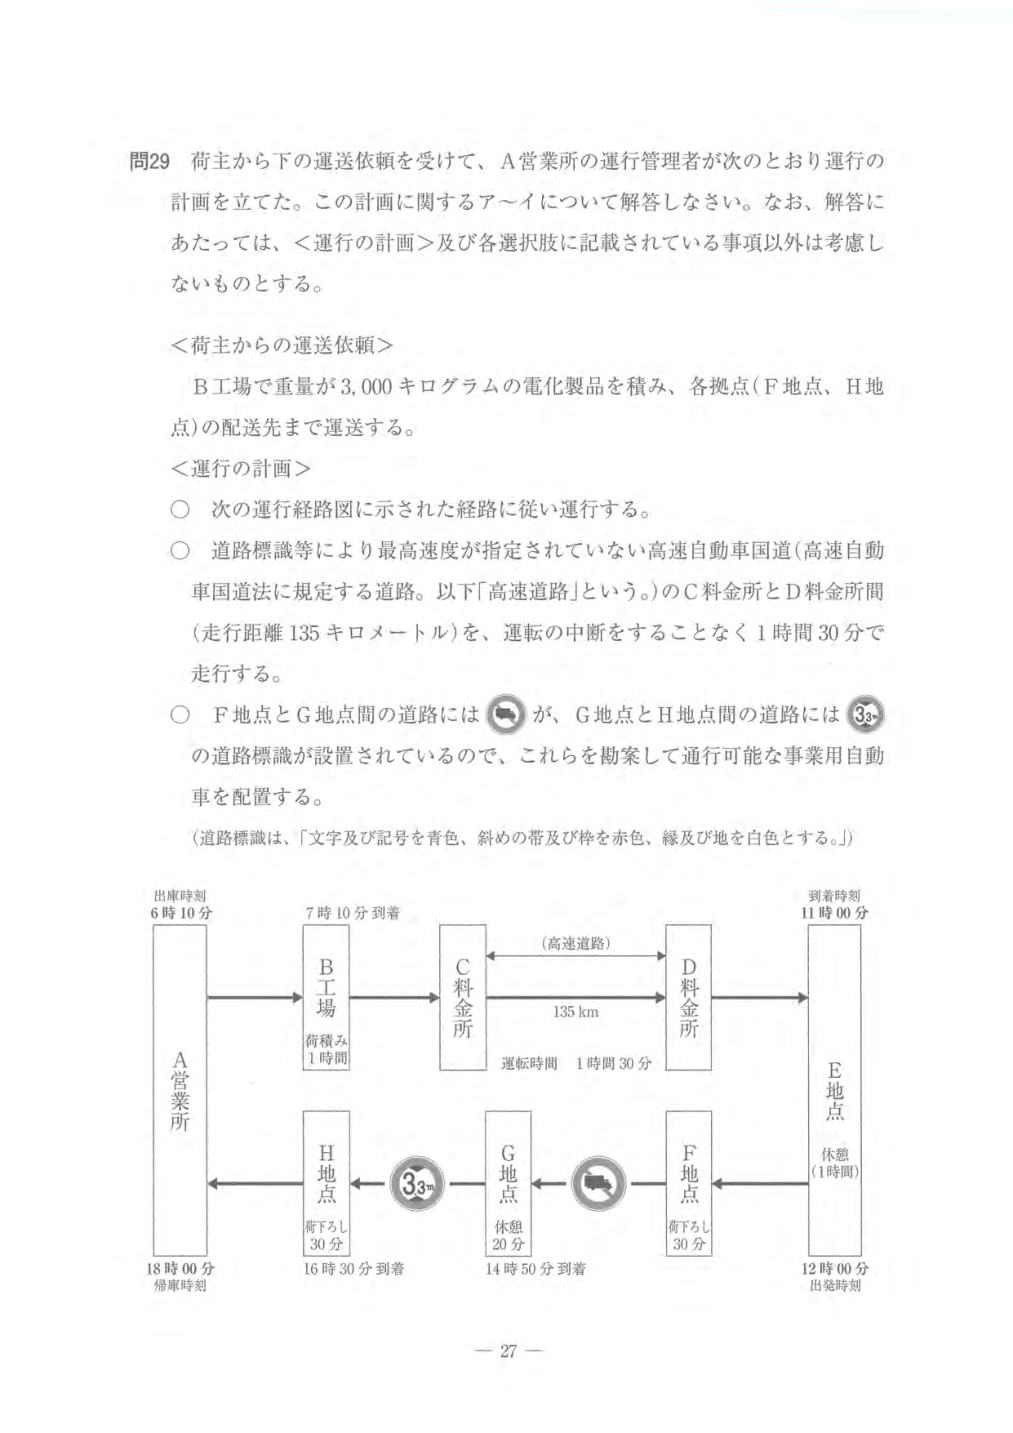 問29 荷主から下の運送依頼を受けて、A営業所の運行管理者が次のとおり運行の
計画を立てた。この計画に関するア～イについて解答しなさい。なお、解答に
あたっては、＜運行の計画＞及び各選択肢に記載されている事項以外は考慮し
ないものとする。
＜荷主からの運送依頼＞
B工場で重量が3,000キログラムの電化製品を積み、各拠点(F地点、H地
点)の配送先まで運送する。
＜運行の計画＞
○ 次の運行経路図に示された経路に従い運行する。
○ 道路標識等により最高速度が指定されていない高速自動車国道(高速自動
車国道法に規定する道路。以下「高速道路」という。)のC料金所とD料金所間
(走行距離135キロメートル)を、運転の中断をすることなく1時間30分で
走行する。
○ F地点とG地点間の道路には が、G地点とH地点間の道路には 3.3m
の道路標識が設置されているので、これらを勘案して通行可能な事業用自動
車を配置する。
(道路標識は、「文字及び記号を青色、斜めの帯及び枠を赤色、縁及び地を白色とする。」)
出庫時刻 到着時刻
6時10分 7時10分到着 11時00分
(高速道路)
B工場 C料金所 D料金所
135 km
荷積み
1時間 運転時間 1時間30分
A営業所 E地点
H地点 G地点 F地点 休憩
(1時間)
3.3m
荷下ろし 休憩 荷下ろし
30分 20分 30分
18時00分 16時30分到着 14時50分到着 12時00分
帰庫時刻 出発時刻
― 27 ―